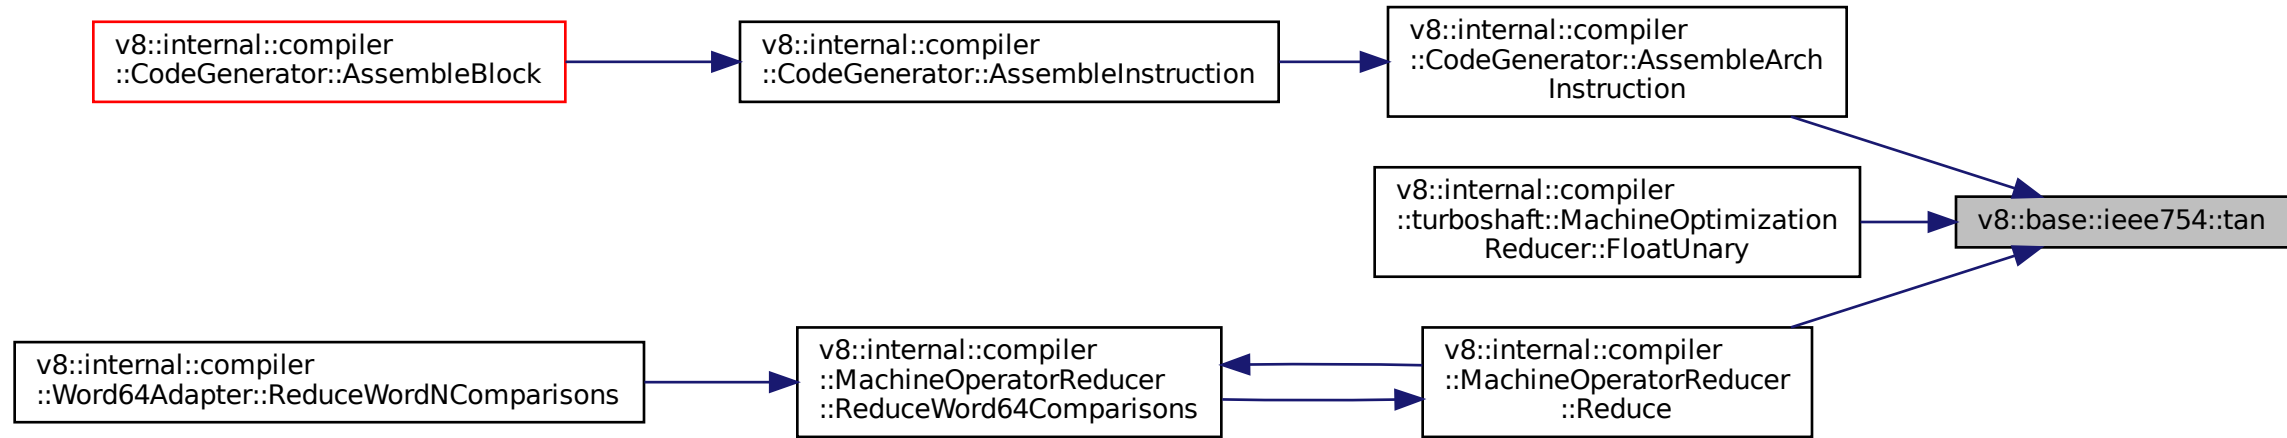 v8::internal::compiler
::CodeGenerator::AssembleBlock
v8::internal::compiler
::CodeGenerator::AssembleInstruction
v8::internal::compiler
::CodeGenerator::AssembleArch
Instruction
v8::internal::compiler
::turboshaft::MachineOptimization
Reducer::FloatUnary
v8::base::ieee754::tan
v8::internal::compiler
::Word64Adapter::ReduceWordNComparisons
v8::internal::compiler
::MachineOperatorReducer
::ReduceWord64Comparisons
v8::internal::compiler
::MachineOperatorReducer
::Reduce